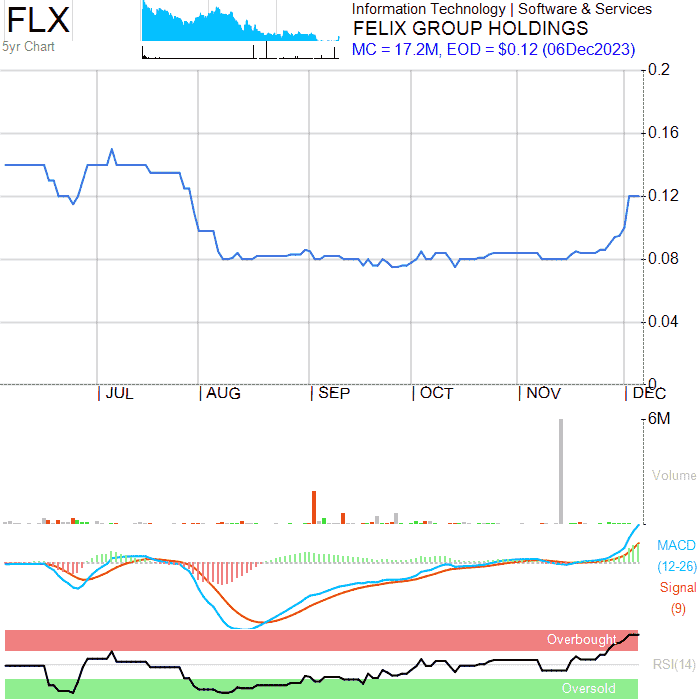 FLX
5yr Chart
Information Technology | Software & Services
FELIX GROUP HOLDINGS
MC = 17.2M, EOD = $0.12 (06Dec2023)
0.2
0.16
0.12
0.08
0.04
0
JUL AUG SEP OCT NOV DEC
6M
Volume
MACD
(12-26)
Signal
(9)
Overbought
RSI(14)
Oversold